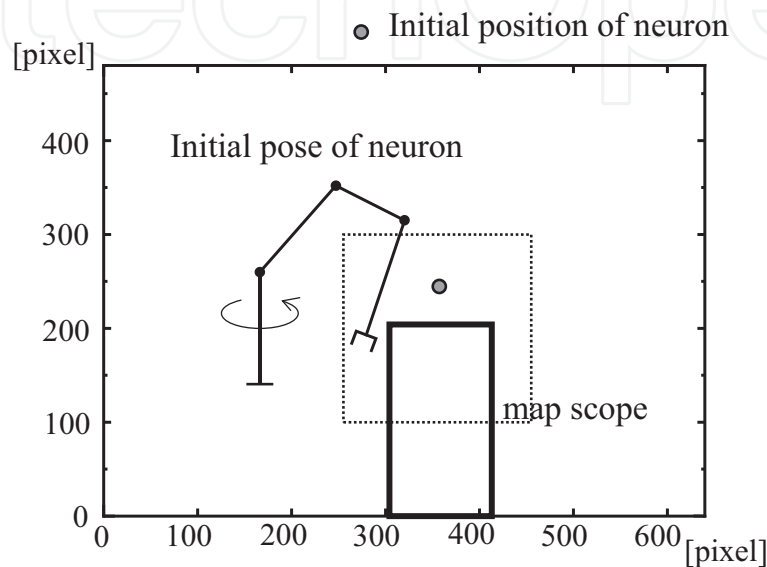 Initial position of neuron
[pixel]
400
Initial pose of neuron
300
200
map scope
100
0
0 100 200 300 400 500 600 [pixel]